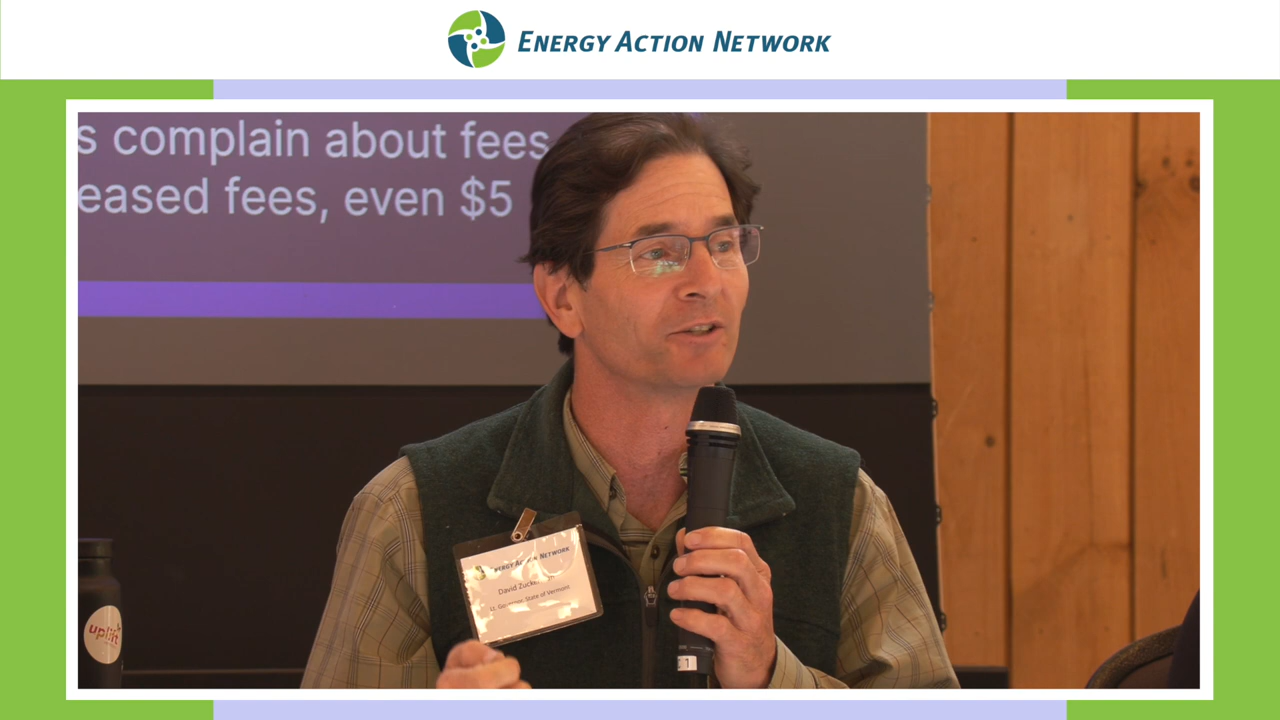 ENERGY ACTION NETWORK
s complain about fees
eased fees, even $5
ENERGY ACTION NETWORK
David
Lt. Governor, State of Vermont
uplift
1